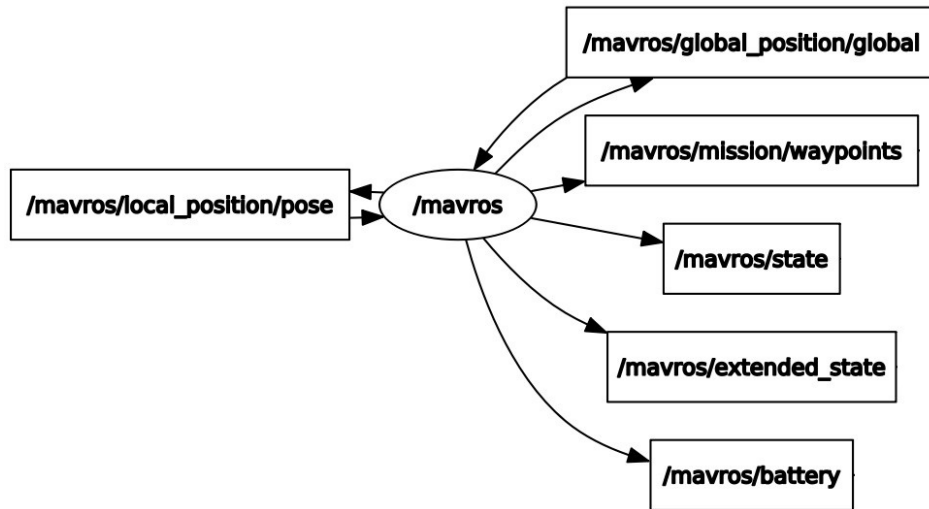 /mavros/global_position/global
/mavros/mission/waypoints
/mavros/local_position/pose
/mavros
/mavros/state
/mavros/extended_state
/mavros/battery